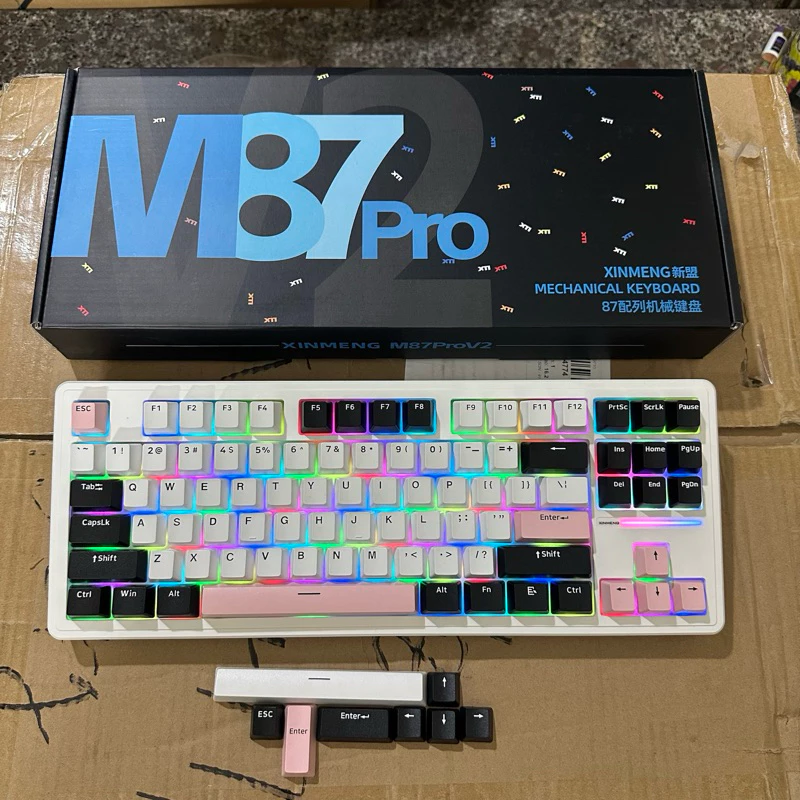 M87Pro
XINMENG新盟
MECHANICAL KEYBOARD
87配列机械键盘
XINMENG M87ProV2
ESC F1 F2 F3 F4 F5 F6 F7 F8 F9 F10 F11 F12 PrtSc ScrLk Pause
~` 1! 2@ 3# 4$ 5% 6^ 7& 8* 9( 0) -_ =+ ← Ins Home PgUp
Tab Q W E R T Y U I O P [{ ]} \| Del End PgDn
CapsLk A S D F G H J K L ;: '" Enter↵ XINMENG
⇑Shift Z X C V B N M ,< .> /? ⇑Shift ↑
Ctrl Win Alt — Alt Fn Ctrl ← ↓ →
— ↑
ESC Enter Enter↵ ← ↓ →